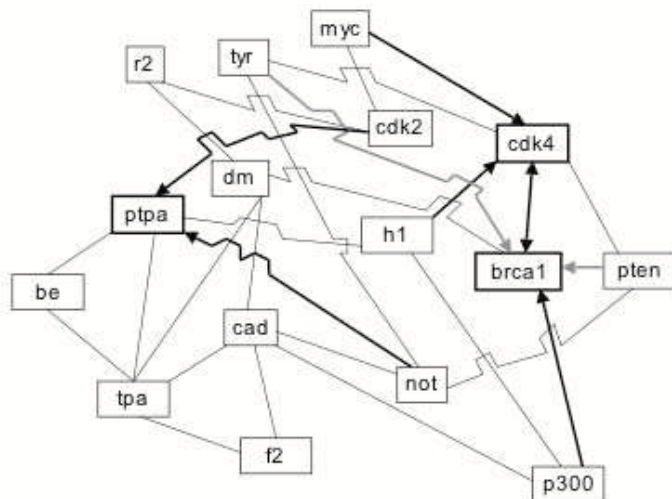 myc
tyr
r2
cdk2
cdk4
dm
ptpa
h1
brca1
pten
be
cad
not
tpa
f2
p300